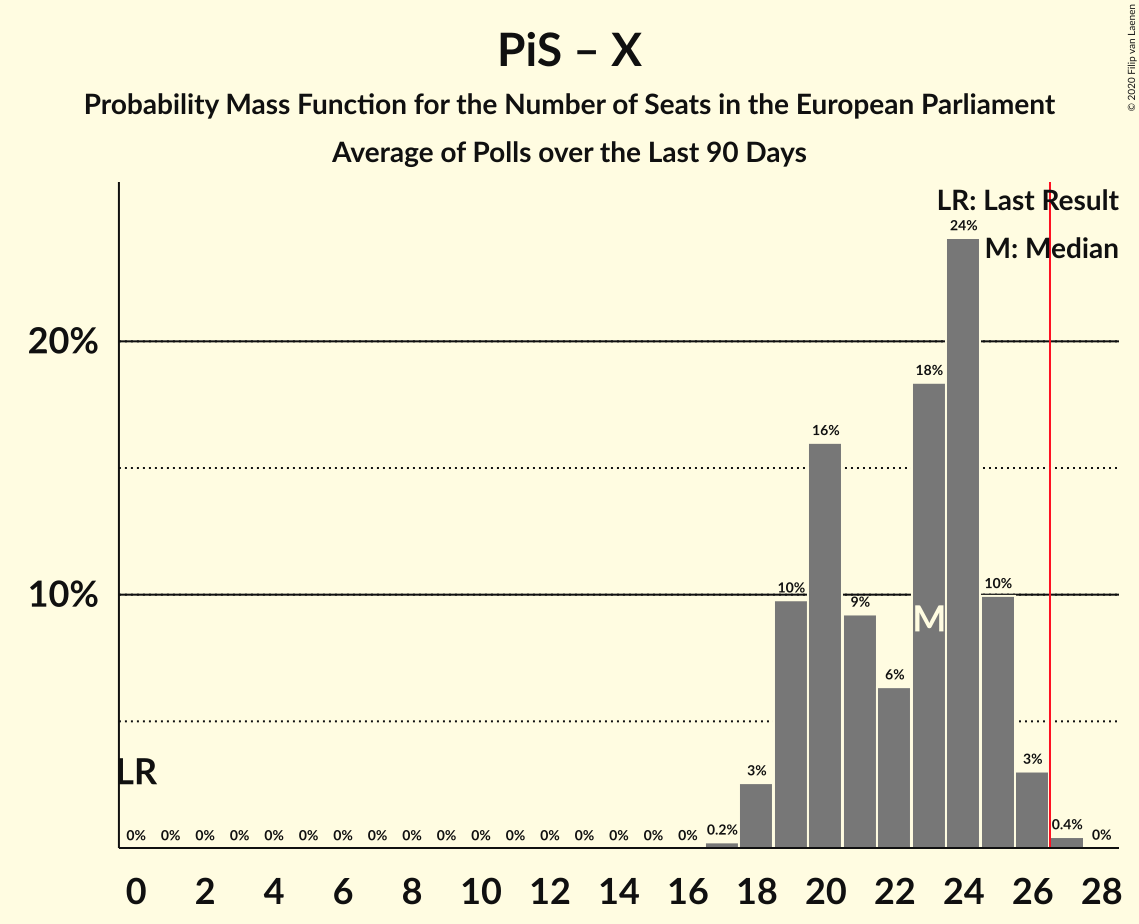 PiS – X
Probability Mass Function for the Number of Seats in the European Parliament
Average of Polls over the Last 90 Days
© 2020 Filip van Laenen
LR: Last Result
M: Median
20%
10%
24%
18%
16%
10%
9%
10%
6%
M
3%
3%
LR
0% 0% 0% 0% 0% 0% 0% 0% 0% 0% 0% 0% 0% 0% 0% 0% 0% 0.2% 0.4% 0%
0 2 4 6 8 10 12 14 16 18 20 22 24 26 28